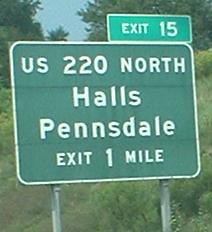 EXIT 15
US 220 NORTH
Halls
Pennsdale
EXIT 1 MILE